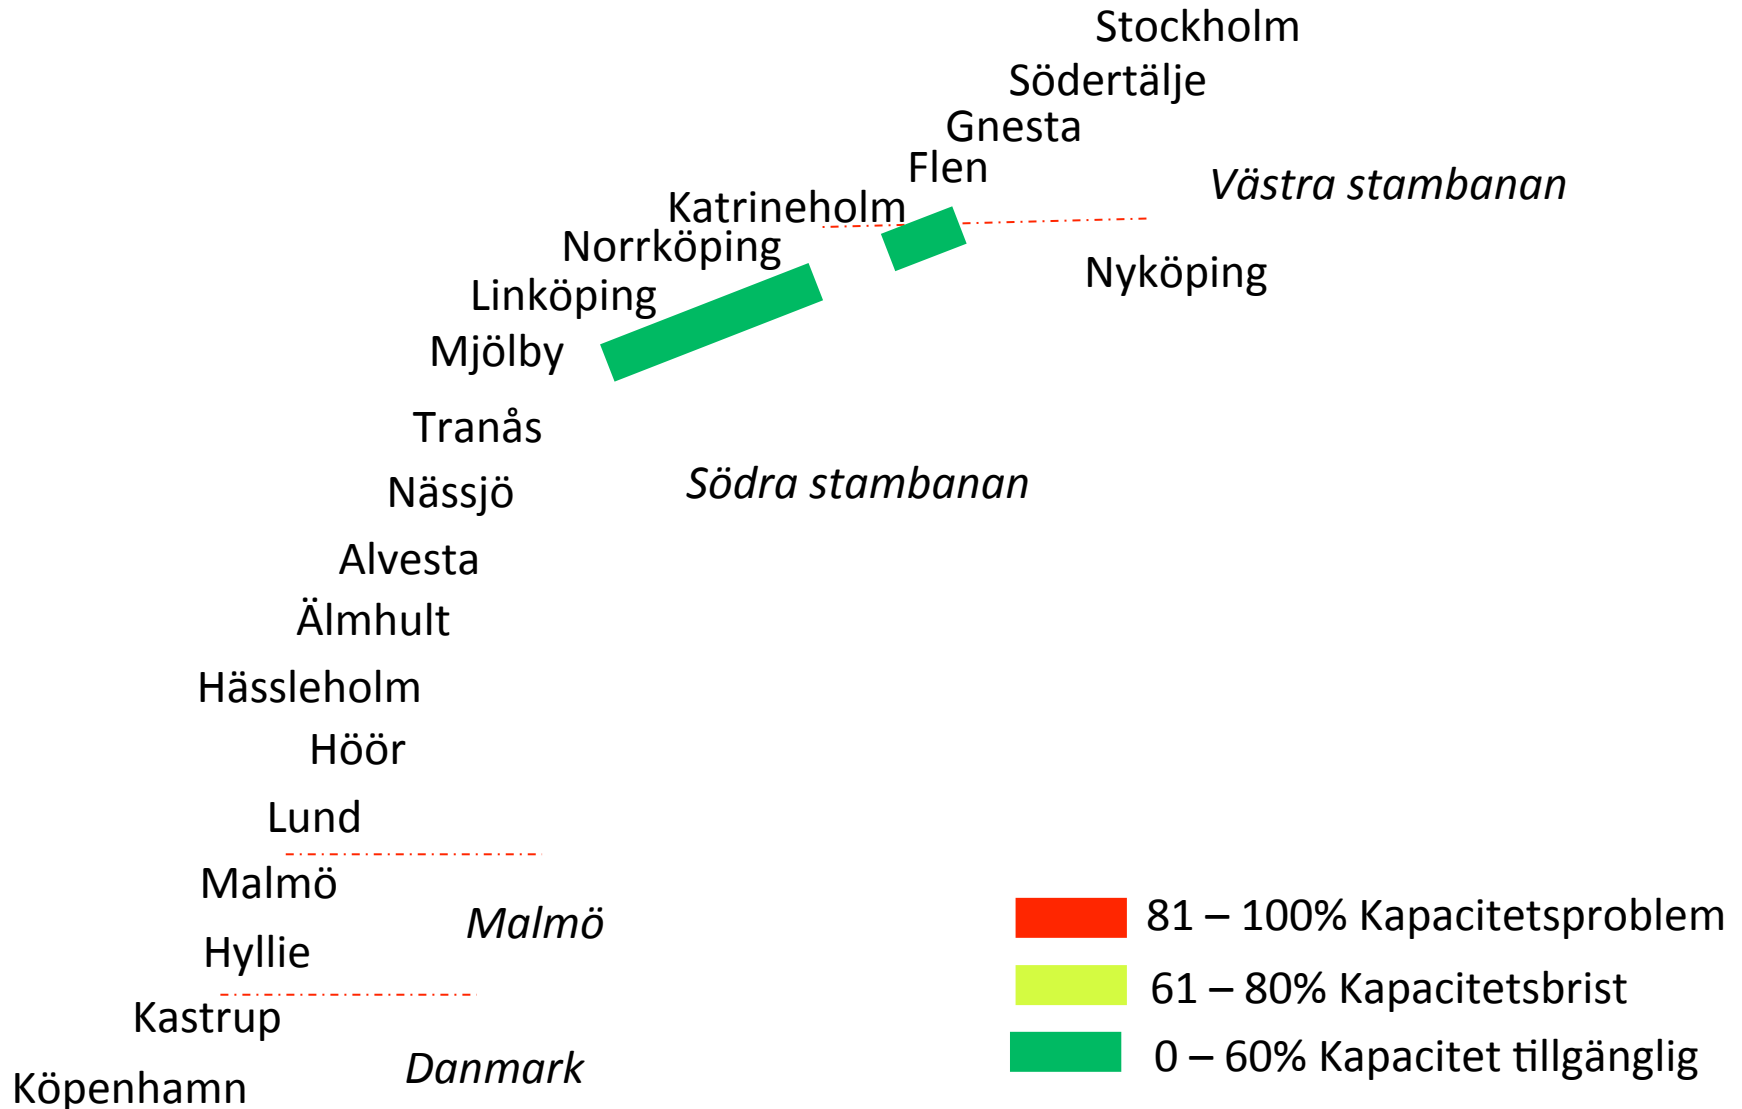 Stockholm
Södertälje
Gnesta
Flen
Västra stambanan
Katrineholm
Norrköping
Nyköping
Linköping
Mjölby
Tranås
Södra stambanan
Nässjö
Alvesta
Älmhult
Hässleholm
Höör
Lund
Malmö
Malmö
Hyllie
Kastrup
Danmark
Köpenhamn
81 – 100% Kapacitetsproblem
61 – 80% Kapacitetsbrist
0 – 60% Kapacitet tillgänglig